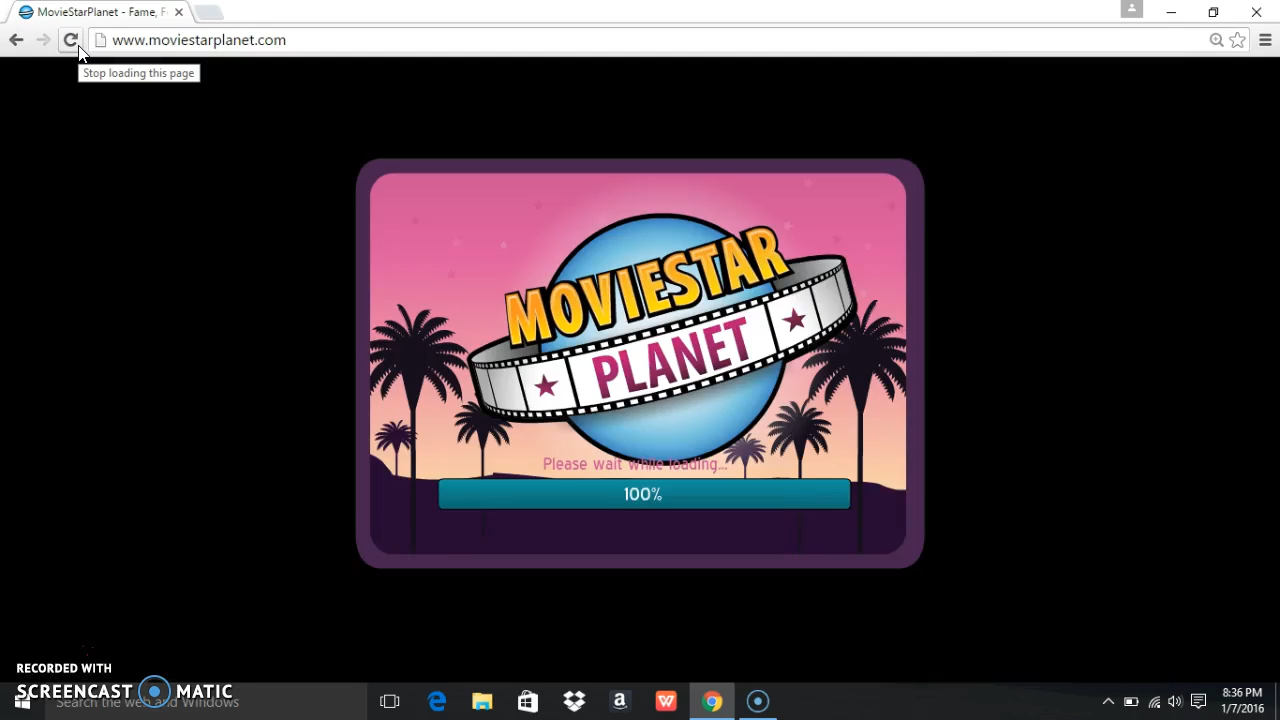 MovieStarPlanet - Fame, F
www.moviestarplanet.com
Stop loading this page
MOVIESTAR
PLANET
Please wait while loading...
100%
RECORDED WITH
SCREENCAST MATIC
Search the web and Windows
8:36 PM
1/7/2016